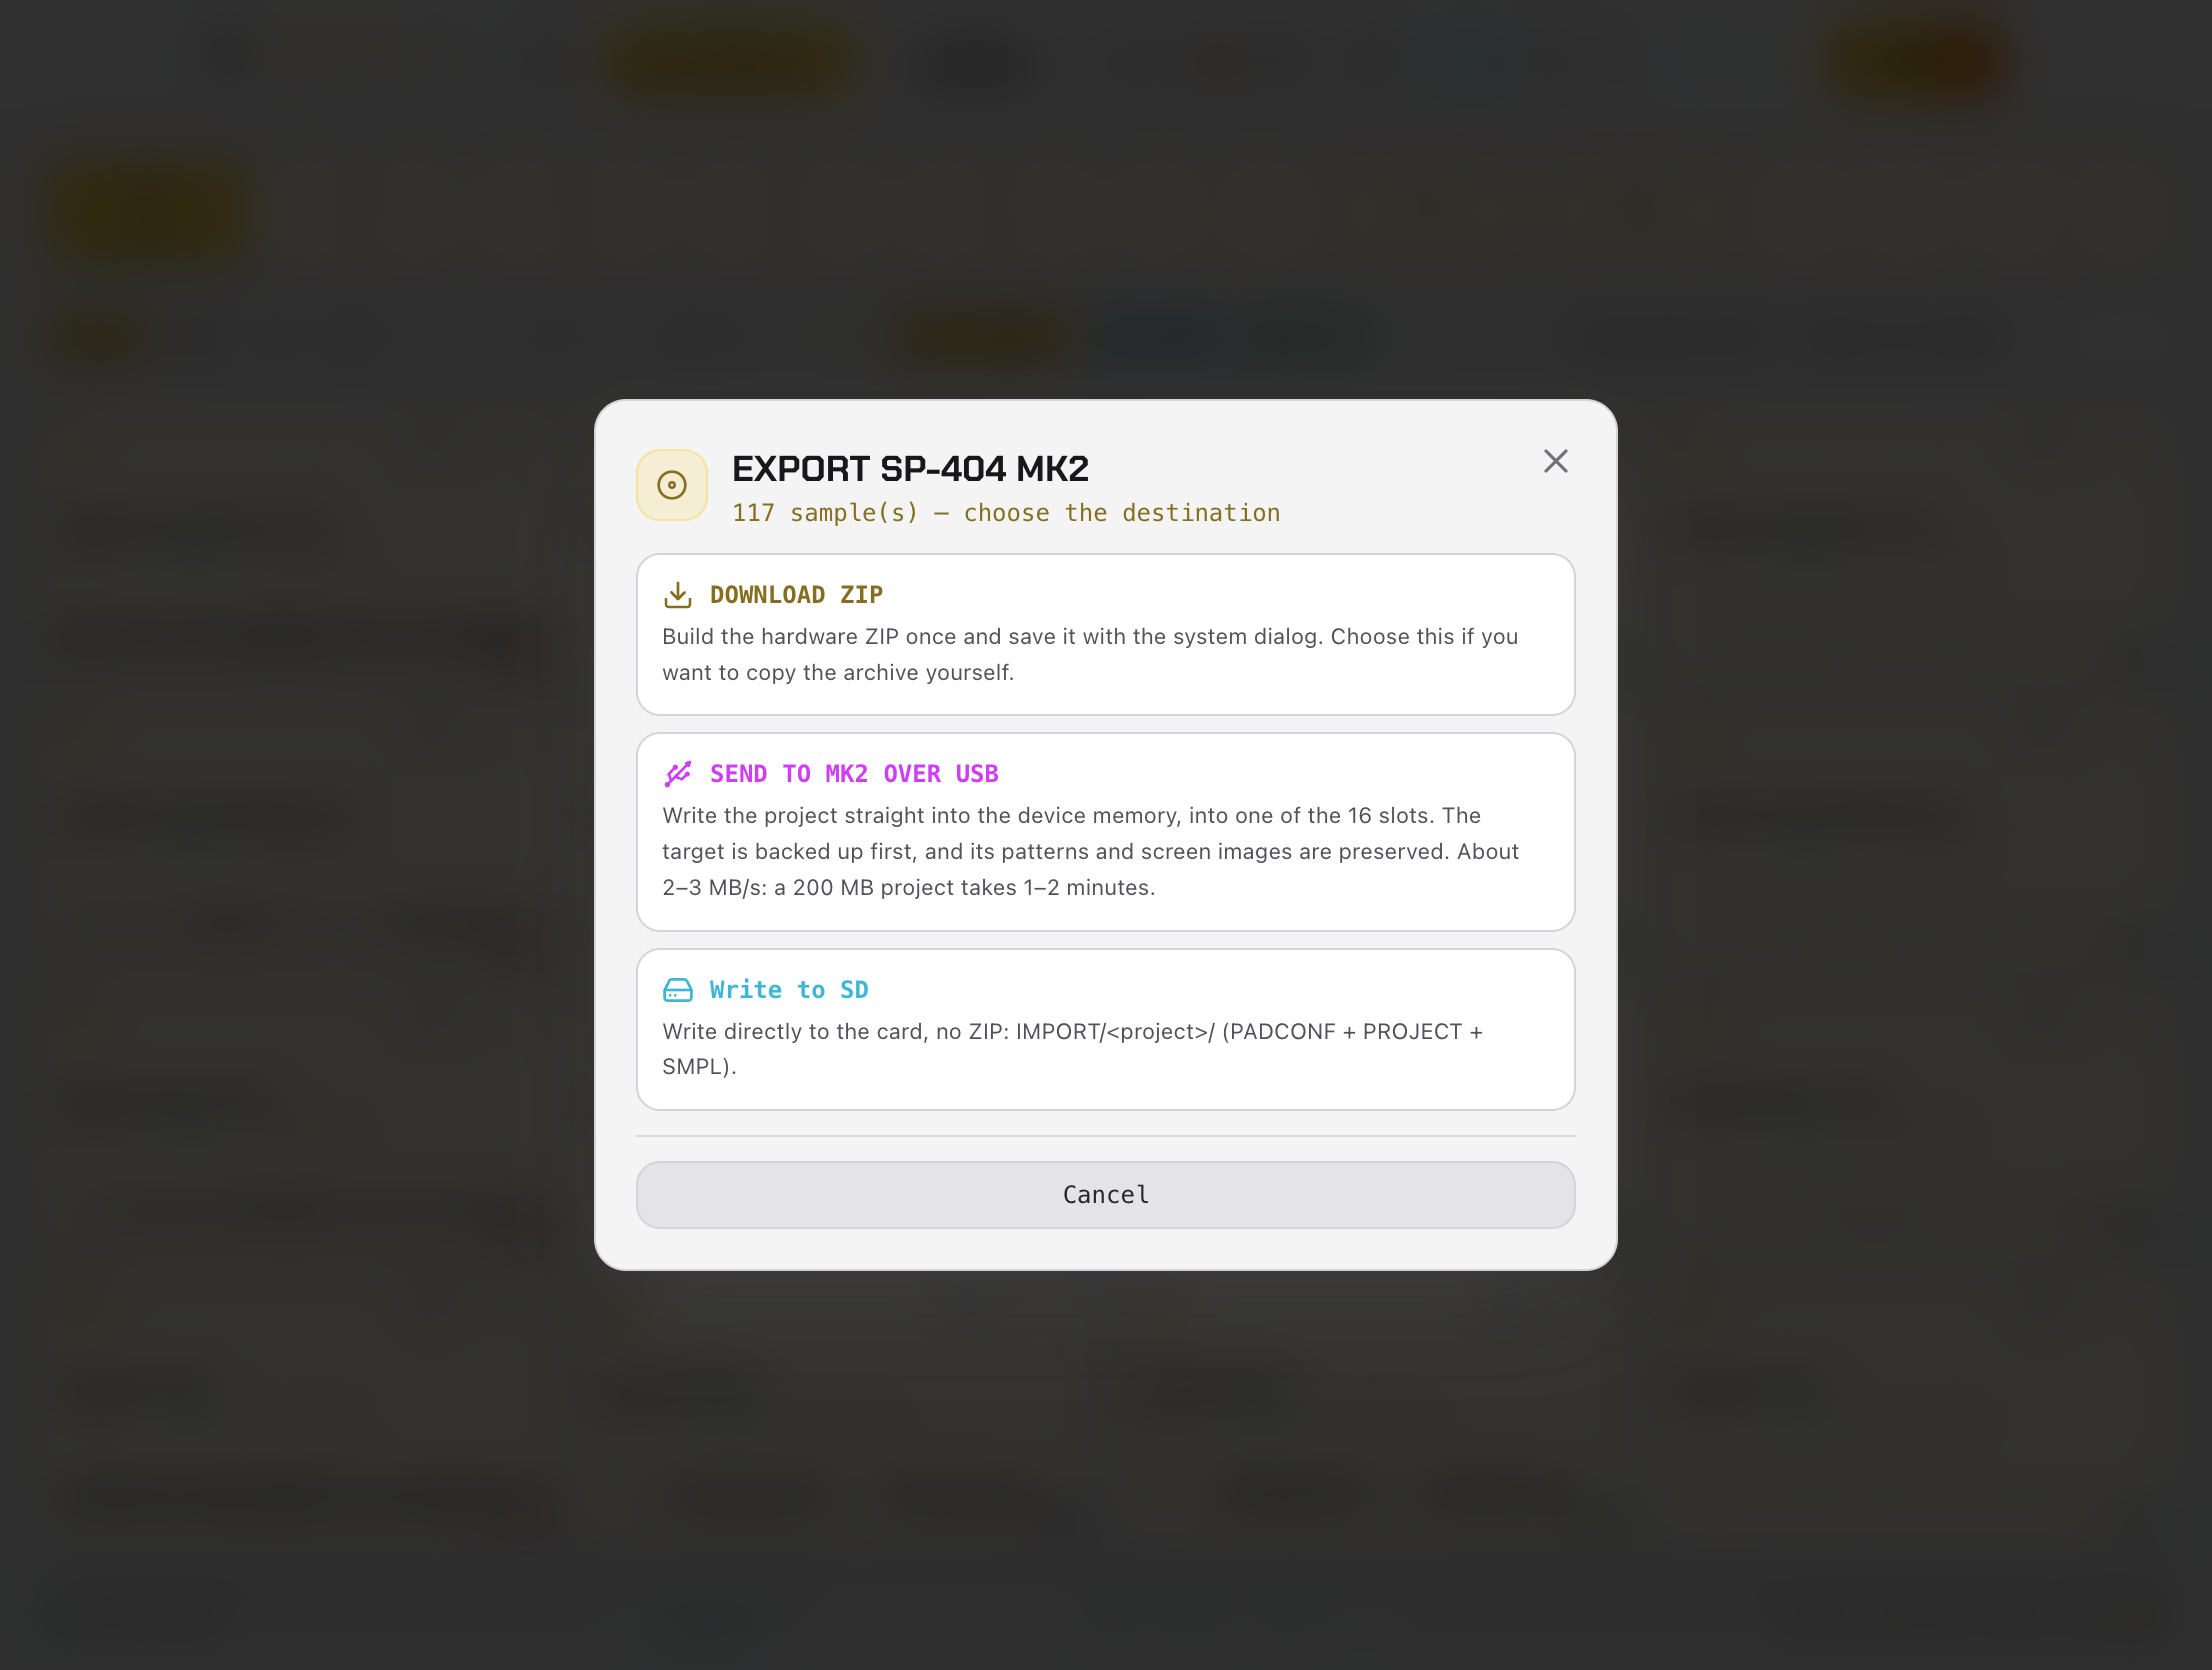 EXPORT SP-404 MK2
117 sample(s) — choose the destination
DOWNLOAD ZIP
Build the hardware ZIP once and save it with the system dialog. Choose this if you
want to copy the archive yourself.
SEND TO MK2 OVER USB
Write the project straight into the device memory, into one of the 16 slots. The
target is backed up first, and its patterns and screen images are preserved. About
2–3 MB/s: a 200 MB project takes 1–2 minutes.
Write to SD
Write directly to the card, no ZIP: IMPORT/<project>/ (PADCONF + PROJECT +
SMPL).
Cancel